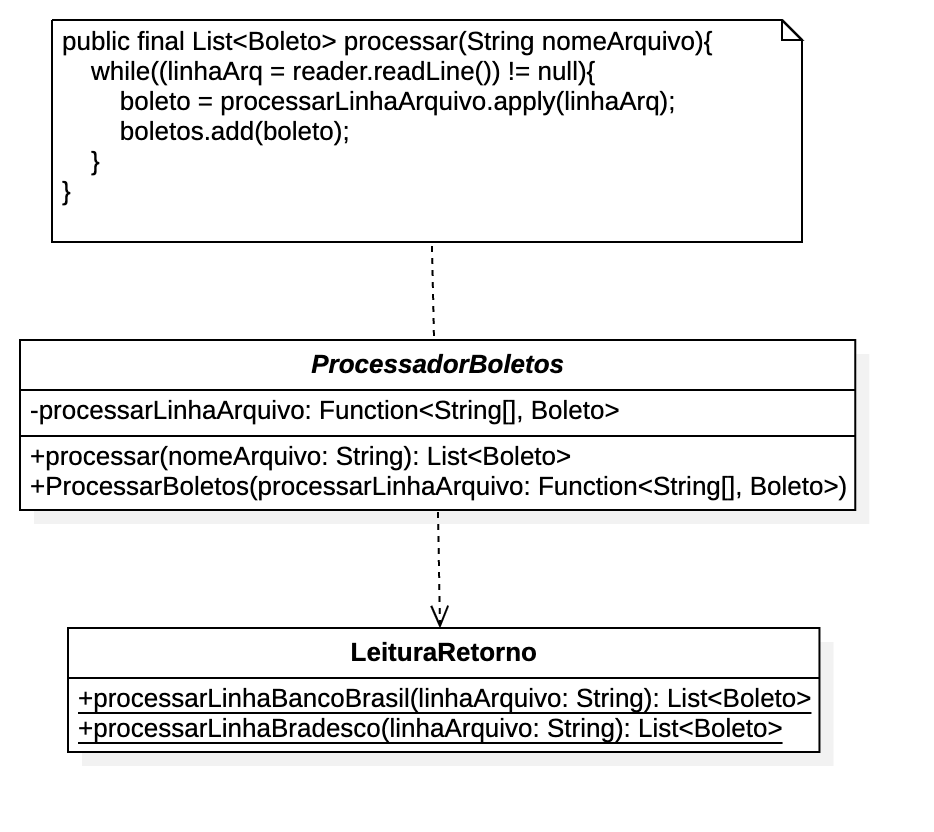 public final List<Boleto> processar(String nomeArquivo){
while((linhaArq = reader.readLine()) != null){
boleto = processarLinhaArquivo.apply(linhaArq);
boletos.add(boleto);
}
}
ProcessadorBoletos
-processarLinhaArquivo: Function<String[], Boleto>
+processar(nomeArquivo: String): List<Boleto>
+ProcessarBoletos(processarLinhaArquivo: Function<String[], Boleto>)
LeituraRetorno
+processarLinhaBancoBrasil(linhaArquivo: String): List<Boleto>
+processarLinhaBradesco(linhaArquivo: String): List<Boleto>